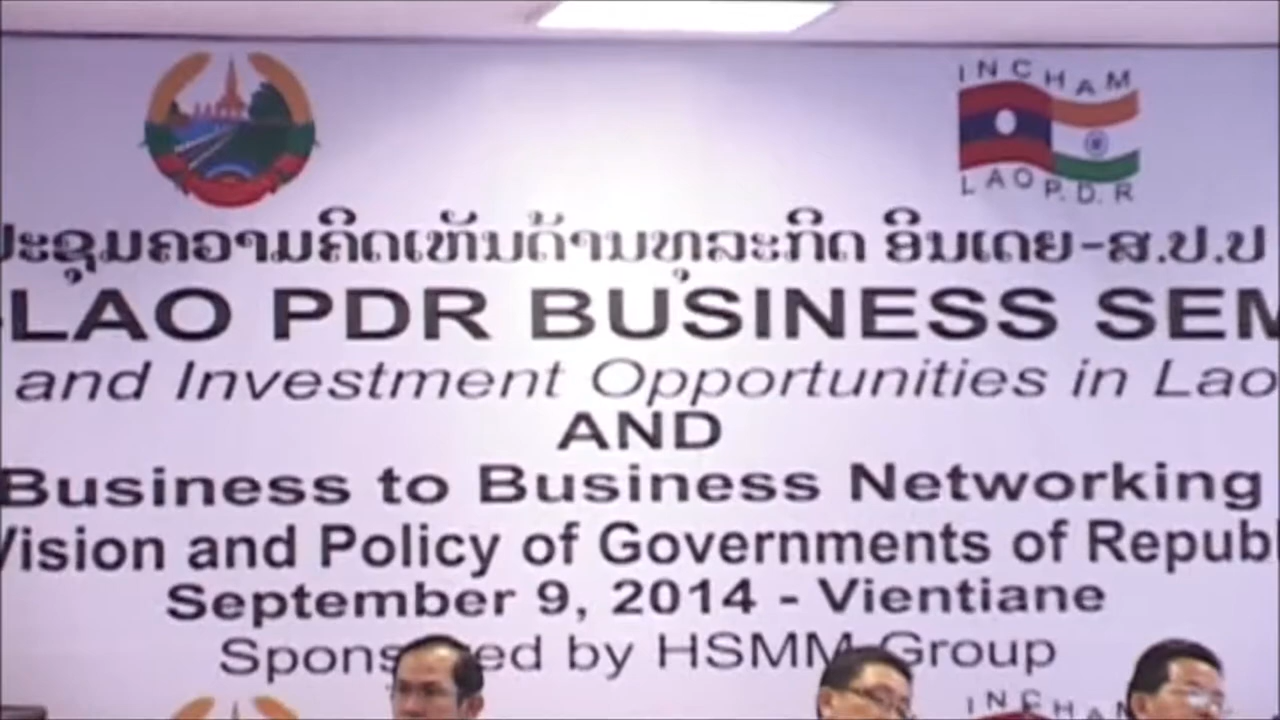 INCHAM
LAO P.D.R
ປະຊຸມຄວາມຄິດເຫັນດ້ານທຸລະກິດ ອິນເດຍ-ສ.ປ.ປ
LAO PDR BUSINESS SEM
and Investment Opportunities in Lao
AND
Business to Business Networking
Vision and Policy of Governments of Repub
September 9, 2014 - Vientiane
Sponsored by HSMM Group
INCHAM